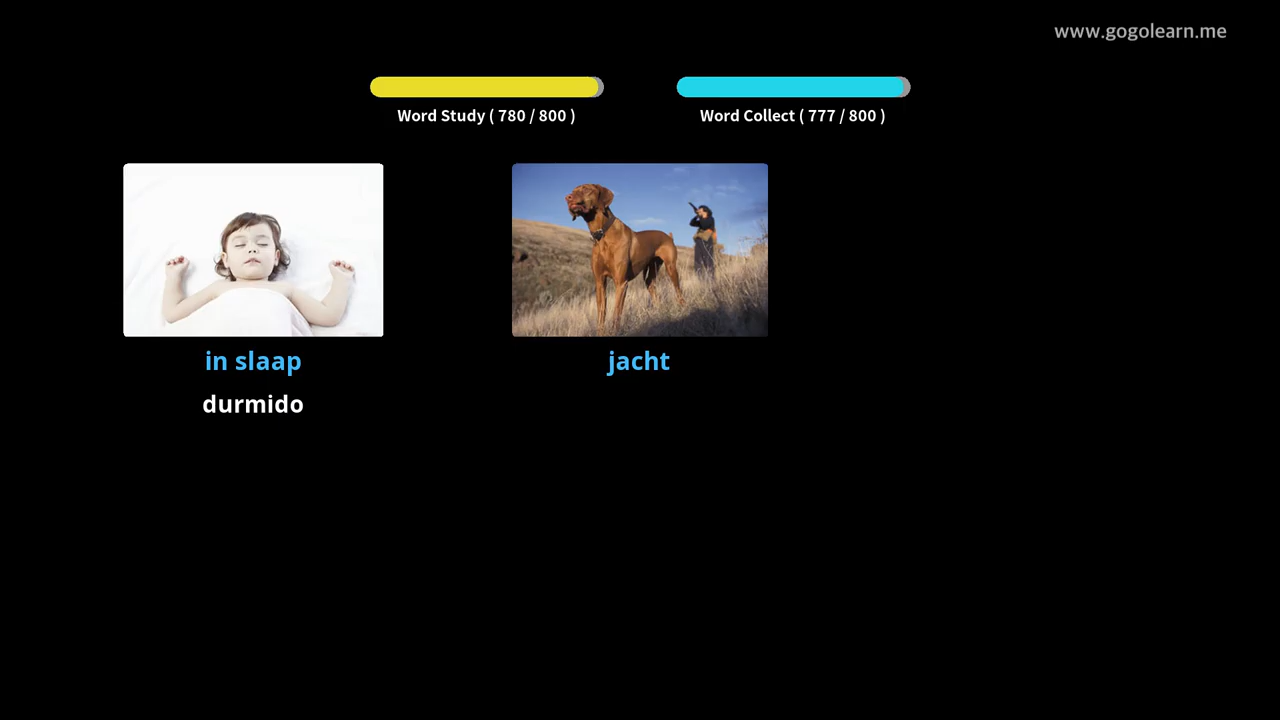 www.gogolearn.me
Word Study ( 780 / 800 )
Word Collect ( 777 / 800 )
in slaap
jacht
durmido